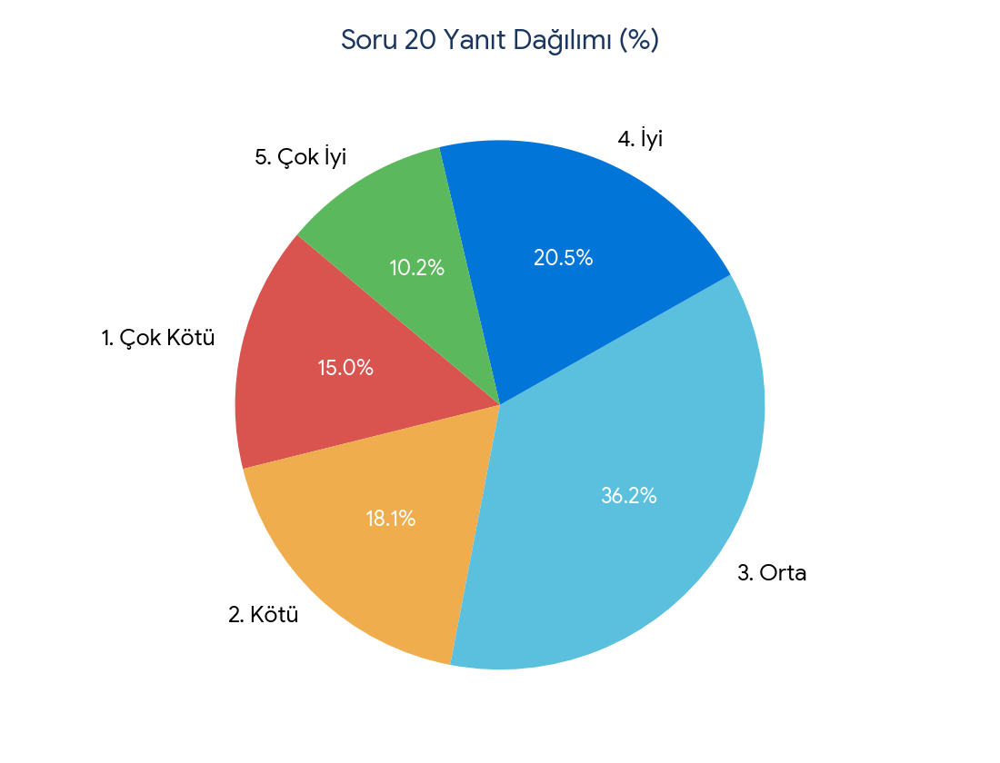 Soru 20 Yanıt Dağılımı (%)
4. İyi
5. Çok İyi
20.5%
10.2%
1. Çok Kötü
15.0%
36.2%
18.1%
3. Orta
2. Kötü